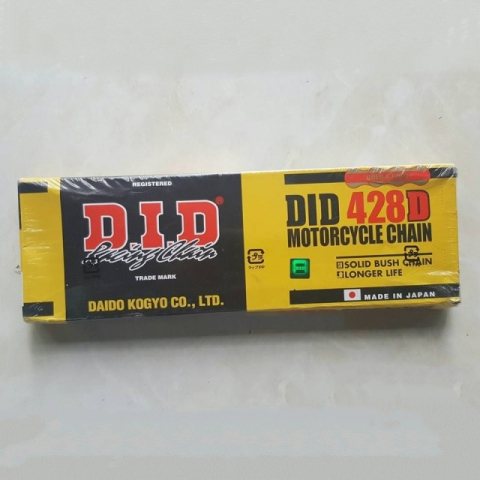 REGISTERED
D.I.D®
Racing Chain
TRADE MARK
DAIDO KOGYO CO., LTD.
DID 428D
MOTORCYCLE CHAIN
SOLID BUSH CHAIN
LONGER LIFE
MADE IN JAPAN